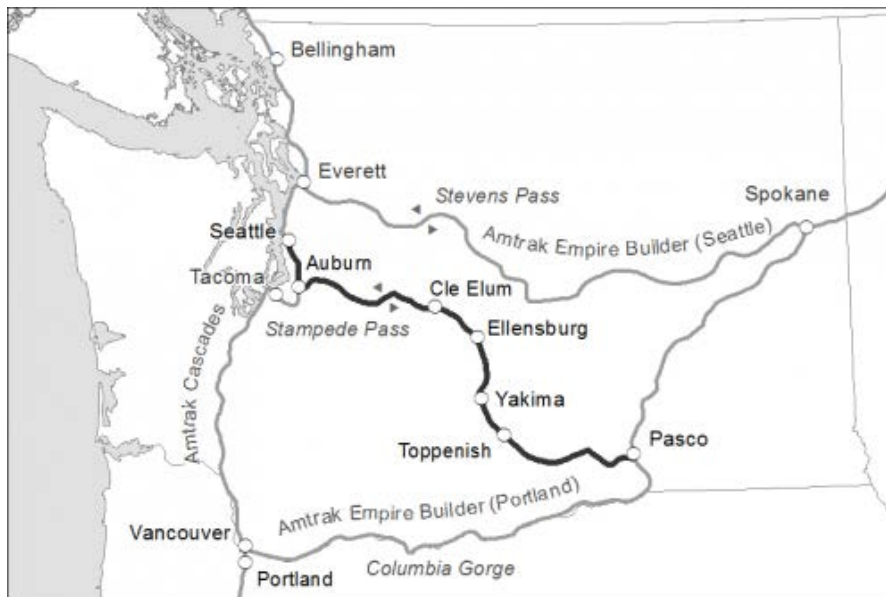 Bellingham
Everett
Stevens Pass
Spokane
Seattle
Amtrak Empire Builder (Seattle)
Auburn
Tacoma
Cle Elum
Stampede Pass
Ellensburg
Amtrak Cascades
Yakima
Toppenish
Pasco
Amtrak Empire Builder (Portland)
Vancouver
Columbia Gorge
Portland